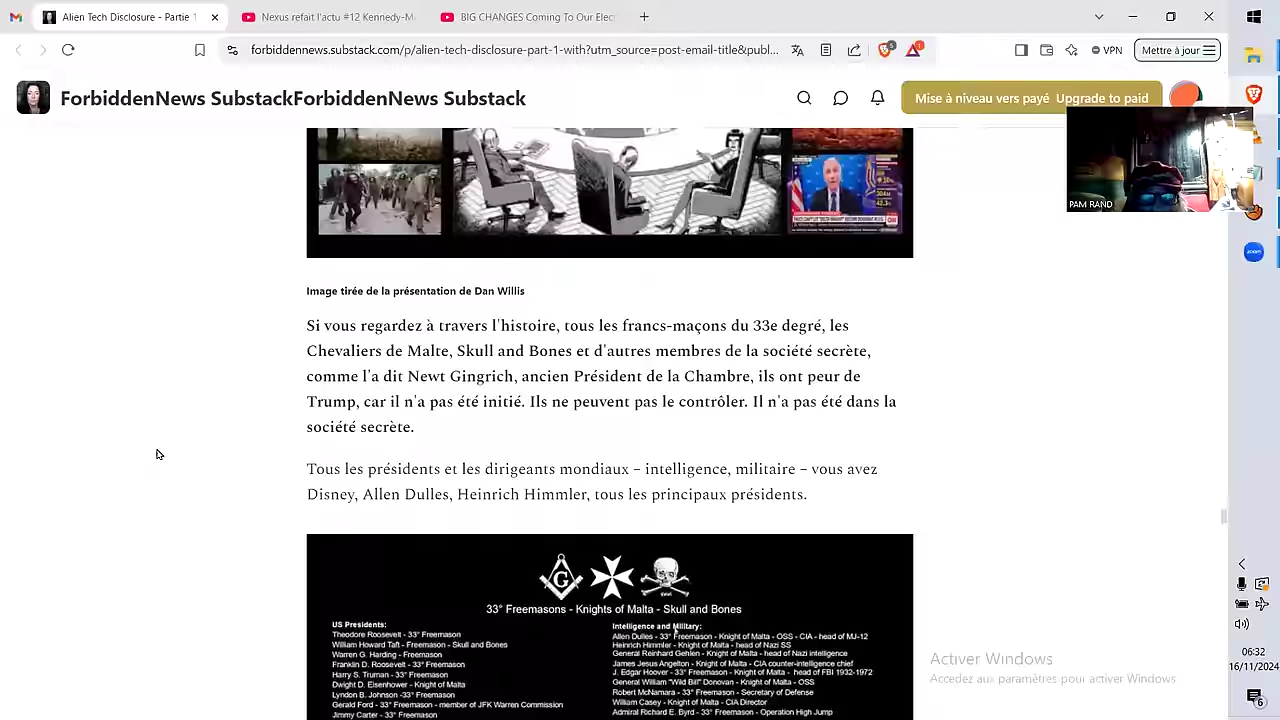 Alien Tech Disclosure - Partie 1
Nexus refait l'actu #12 Kennedy-M
BIG CHANGES Coming To Our Elec
forbiddennews.substack.com/p/alien-tech-disclosure-part-1-with?utm_source=post-email-title&publ...
VPN
Mettre à jour
ForbiddenNews SubstackForbiddenNews Substack
Mise à niveau vers payé Upgrade to paid
PAM RAND
CNN
Image tirée de la présentation de Dan Willis
Si vous regardez à travers l'histoire, tous les francs-maçons du 33e degré, les
Chevaliers de Malte, Skull and Bones et d'autres membres de la société secrète,
comme l'a dit Newt Gingrich, ancien Président de la Chambre, ils ont peur de
Trump, car il n'a pas été initié. Ils ne peuvent pas le contrôler. Il n'a pas été dans la
société secrète.
Tous les présidents et les dirigeants mondiaux – intelligence, militaire – vous avez
Disney, Allen Dulles, Heinrich Himmler, tous les principaux présidents.
G
33° Freemasons - Knights of Malta - Skull and Bones
US Presidents:
Theodore Roosevelt - 33° Freemason
William Howard Taft - Freemason - Skull and Bones
Warren G. Harding - Freemason
Franklin D. Roosevelt - 33° Freemason
Harry S. Truman - 33° Freemason
Dwight D. Eisenhower - Knight of Malta
Lyndon B. Johnson -33° Freemason
Gerald Ford - 33° Freemason - member of JFK Warren Commission
Jimmy Carter - 33° Freemason
Intelligence and Military:
Allen Dulles - 33° Freemason - Knight of Malta - OSS - CIA - head of MJ-12
Heinrich Himmler - Knight of Malta - head of Nazi SS
General Reinhard Gehlen - Knight of Malta - head of Nazi intelligence
James Jesus Angelton - Knight of Malta - CIA counter-intelligence chief
J. Edgar Hoover - 33° Freemason - Knight of Malta - head of FBI 1932-1972
General William "Wild Bill" Donovan - Knight of Malta - OSS
Robert McNamara - 33° Freemason - Secretary of Defense
William Casey - Knight of Malta - CIA Director
Admiral Richard E. Byrd - 33° Freemason - Operation High Jump
Activer Windows
Accédez aux paramètres pour activer Windows
zoom
06:32
16/11/2024